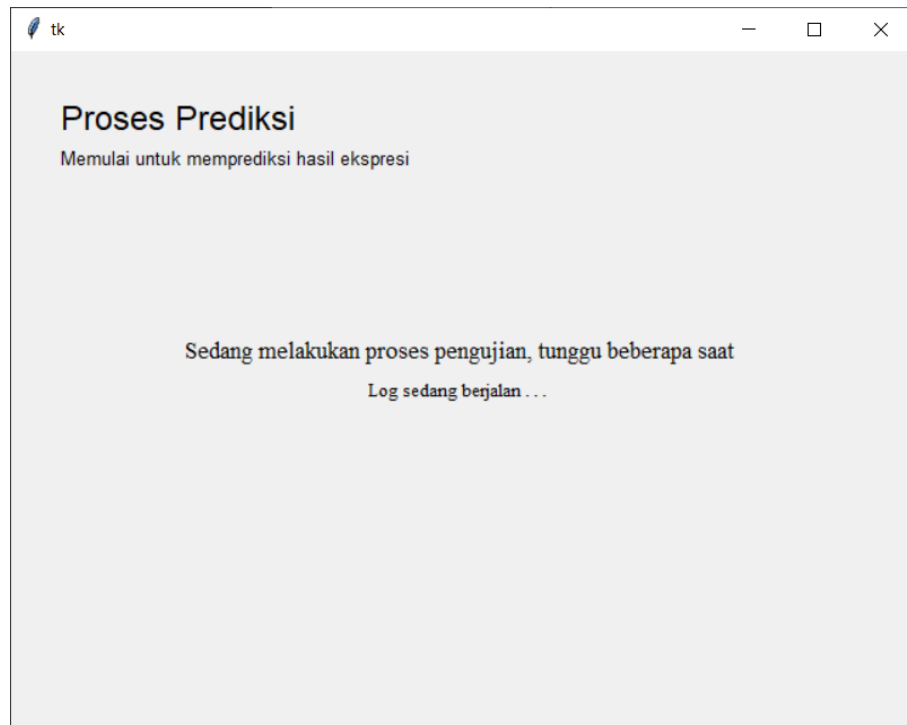 tk
Proses Prediksi
Memulai untuk memprediksi hasil ekspresi
Sedang melakukan proses pengujian, tunggu beberapa saat
Log sedang berjalan . . .